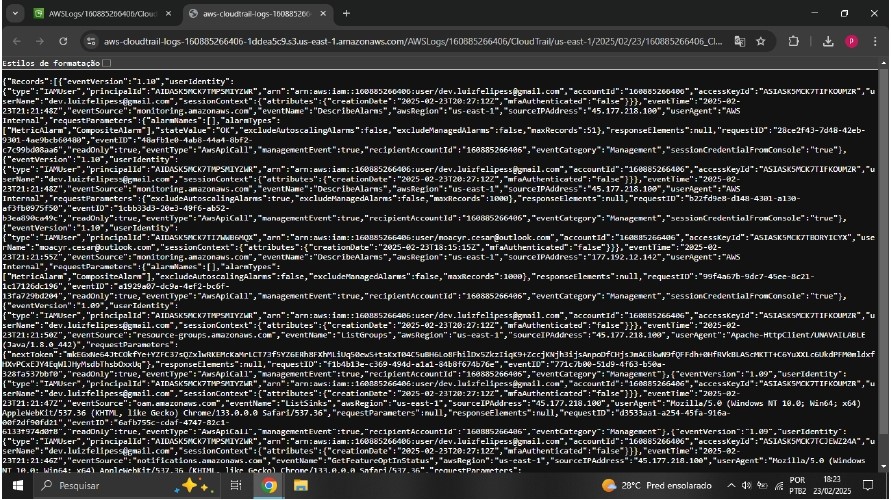 AWSLogs/160885266406/Cloud
aws-cloudtrail-logs-160885266406
aws-cloudtrail-logs-160885266406-1ddea5c9.s3.us-east-1.amazonaws.com/AWSLogs/160885266406/CloudTrail/us-east-1/2025/02/23/160885266406_C...
Estilos de formatação
{"Records":[{"eventVersion":"1.10","userIdentity":
{"type":"IAMUser","principalId":"AIDASK5MCK7TMPSMIYZWR","arn":"arn:aws:iam::160885266406:user/dev.luizfelipess@gmail.com","accountId":"160885266406","accessKeyId":"ASIASK5MCK7TIFKOUMZR","u
serName":"dev.luizfelipess@gmail.com","sessionContext":{"attributes":{"creationDate":"2025-02-23T20:27:12Z","mfaAuthenticated":"false"}}},"eventTime":"2025-02-
23T21:21:48Z","eventSource":"monitoring.amazonaws.com","eventName":"DescribeAlarms","awsRegion":"us-east-1","sourceIPAddress":"45.177.218.100","userAgent":"AWS
Internal","requestParameters":{"alarmNames":[],"alarmTypes":
["MetricAlarm","CompositeAlarm"],"stateValue":"OK","excludeAutoscalingAlarms":false,"excludeManagedAlarms":false,"maxRecords":51},"responseElements":null,"requestID":"28ce2f43-7d48-42eb-
9301-4ae9bcb60480","eventID":"48afb1e0-4ab8-44a4-8bf2-
c7c99bd08aa6","readOnly":true,"eventType":"AwsApiCall","managementEvent":true,"recipientAccountId":"160885266406","eventCategory":"Management","sessionCredentialFromConsole":"true"},
{"eventVersion":"1.10","userIdentity":
{"type":"IAMUser","principalId":"AIDASK5MCK7TMPSMIYZWR","arn":"arn:aws:iam::160885266406:user/dev.luizfelipess@gmail.com","accountId":"160885266406","accessKeyId":"ASIASK5MCK7TIFKOUMZR","u
serName":"dev.luizfelipess@gmail.com","sessionContext":{"attributes":{"creationDate":"2025-02-23T20:27:12Z","mfaAuthenticated":"false"}}},"eventTime":"2025-02-
23T21:21:48Z","eventSource":"monitoring.amazonaws.com","eventName":"DescribeAlarms","awsRegion":"us-east-1","sourceIPAddress":"45.177.218.100","userAgent":"AWS
Internal","requestParameters":{"excludeAutoscalingAlarms":true,"excludeManagedAlarms":false,"maxRecords":1000},"responseElements":null,"requestID":"b22fd9e8-d148-4301-a130-
af3fb0975f50","eventID":"1cbb33d3-20e3-49f6-ab52-
b3ea890ca49c","readOnly":true,"eventType":"AwsApiCall","managementEvent":true,"recipientAccountId":"160885266406","eventCategory":"Management","sessionCredentialFromConsole":"true"},
{"eventVersion":"1.10","userIdentity":
{"type":"IAMUser","principalId":"AIDASK5MCK7TI7WWB6MQX","arn":"arn:aws:iam::160885266406:user/moacyr.cesar@outlook.com","accountId":"160885266406","accessKeyId":"ASIASK5MCK7TBORYICYX","use
rName":"moacyr.cesar@outlook.com","sessionContext":{"attributes":{"creationDate":"2025-02-23T18:15:15Z","mfaAuthenticated":"false"}}},"eventTime":"2025-02-
23T21:21:55Z","eventSource":"monitoring.amazonaws.com","eventName":"DescribeAlarms","awsRegion":"us-east-1","sourceIPAddress":"177.192.12.142","userAgent":"AWS
Internal","requestParameters":{"alarmNames":[],"alarmTypes":
["MetricAlarm","CompositeAlarm"],"excludeAutoscalingAlarms":false,"excludeManagedAlarms":false,"maxRecords":1000},"responseElements":null,"requestID":"99f4a67b-9dc7-45ee-8c21-
1c17126dc196","eventID":"a1929a07-dc9a-4ef2-bc6f-
13fa729bd204","readOnly":true,"eventType":"AwsApiCall","managementEvent":true,"recipientAccountId":"160885266406","eventCategory":"Management","sessionCredentialFromConsole":"true"},
{"eventVersion":"1.09","userIdentity":
{"type":"IAMUser","principalId":"AIDASK5MCK7TMPSMIYZWR","arn":"arn:aws:iam::160885266406:user/dev.luizfelipess@gmail.com","accountId":"160885266406","accessKeyId":"ASIASK5MCK7TIFKOUMZR","u
serName":"dev.luizfelipess@gmail.com","sessionContext":{"attributes":{"creationDate":"2025-02-23T20:27:12Z","mfaAuthenticated":"false"}}},"eventTime":"2025-02-
23T21:21:50Z","eventSource":"resource-groups.amazonaws.com","eventName":"ListGroups","awsRegion":"us-east-1","sourceIPAddress":"45.177.218.100","userAgent":"Apache-HttpClient/UNAVAILABLE
(Java/1.8.0_442)","requestParameters":
"responseElements":null,"requestID":"f1b4b13e-c369-494d-a1a1-84b8f674b76e","eventID":"771c7b00-51d9-4f63-b50a-
328fa537bbf0","readOnly":true,"eventType":"AwsApiCall","managementEvent":true,"recipientAccountId":"160885266406","eventCategory":"Management"},{"eventVersion":"1.09","userIdentity":
{"type":"IAMUser","principalId":"AIDASK5MCK7TMPSMIYZWR","arn":"arn:aws:iam::160885266406:user/dev.luizfelipess@gmail.com","accountId":"160885266406","accessKeyId":"ASIASK5MCK7TIFKOUMZR","u
serName":"dev.luizfelipess@gmail.com","sessionContext":{"attributes":{"creationDate":"2025-02-23T20:27:12Z","mfaAuthenticated":"false"}}},"eventTime":"2025-02-
23T21:21:47Z","eventSource":"oam.amazonaws.com","eventName":"ListSinks","awsRegion":"us-east-1","sourceIPAddress":"45.177.218.100","userAgent":"Mozilla/5.0 (Windows NT 10.0; Win64; x64)
AppleWebKit/537.36 (KHTML, like Gecko) Chrome/133.0.0.0 Safari/537.36","requestParameters":null,"responseElements":null,"requestID":"d3533aa1-a254-45fa-916a-
00f2df90fd21","eventID":"6afb755c-cdaf-4747-82c1-
6133f974d0f8","readOnly":true,"eventType":"AwsApiCall","managementEvent":true,"recipientAccountId":"160885266406","eventCategory":"Management"},{"eventVersion":"1.09","userIdentity":
{"type":"IAMUser","principalId":"AIDASK5MCK7TMPSMIYZWR","arn":"arn:aws:iam::160885266406:user/dev.luizfelipess@gmail.com","accountId":"160885266406","accessKeyId":"ASIASK5MCK7TCJEWZ24A","u
serName":"dev.luizfelipess@gmail.com","sessionContext":{"attributes":{"creationDate":"2025-02-23T20:27:12Z","mfaAuthenticated":"false"}}},"eventTime":"2025-02-
23T21:21:46Z","eventSource":"notifications.amazonaws.com","eventName":"GetFeatureOptInStatus","awsRegion":"us-east-1","sourceIPAddress":"45.177.218.100","userAgent":"Mozilla/5.0 (Windows
NT 10.0; Win64; x64) AppleWebKit/537.36 (KHTML, like Gecko) Chrome/133.0.0.0 Safari/537.36","requestParameters":
Pesquisar
28°C Pred ensolarado
POR
PTB2
18:23
23/02/2025